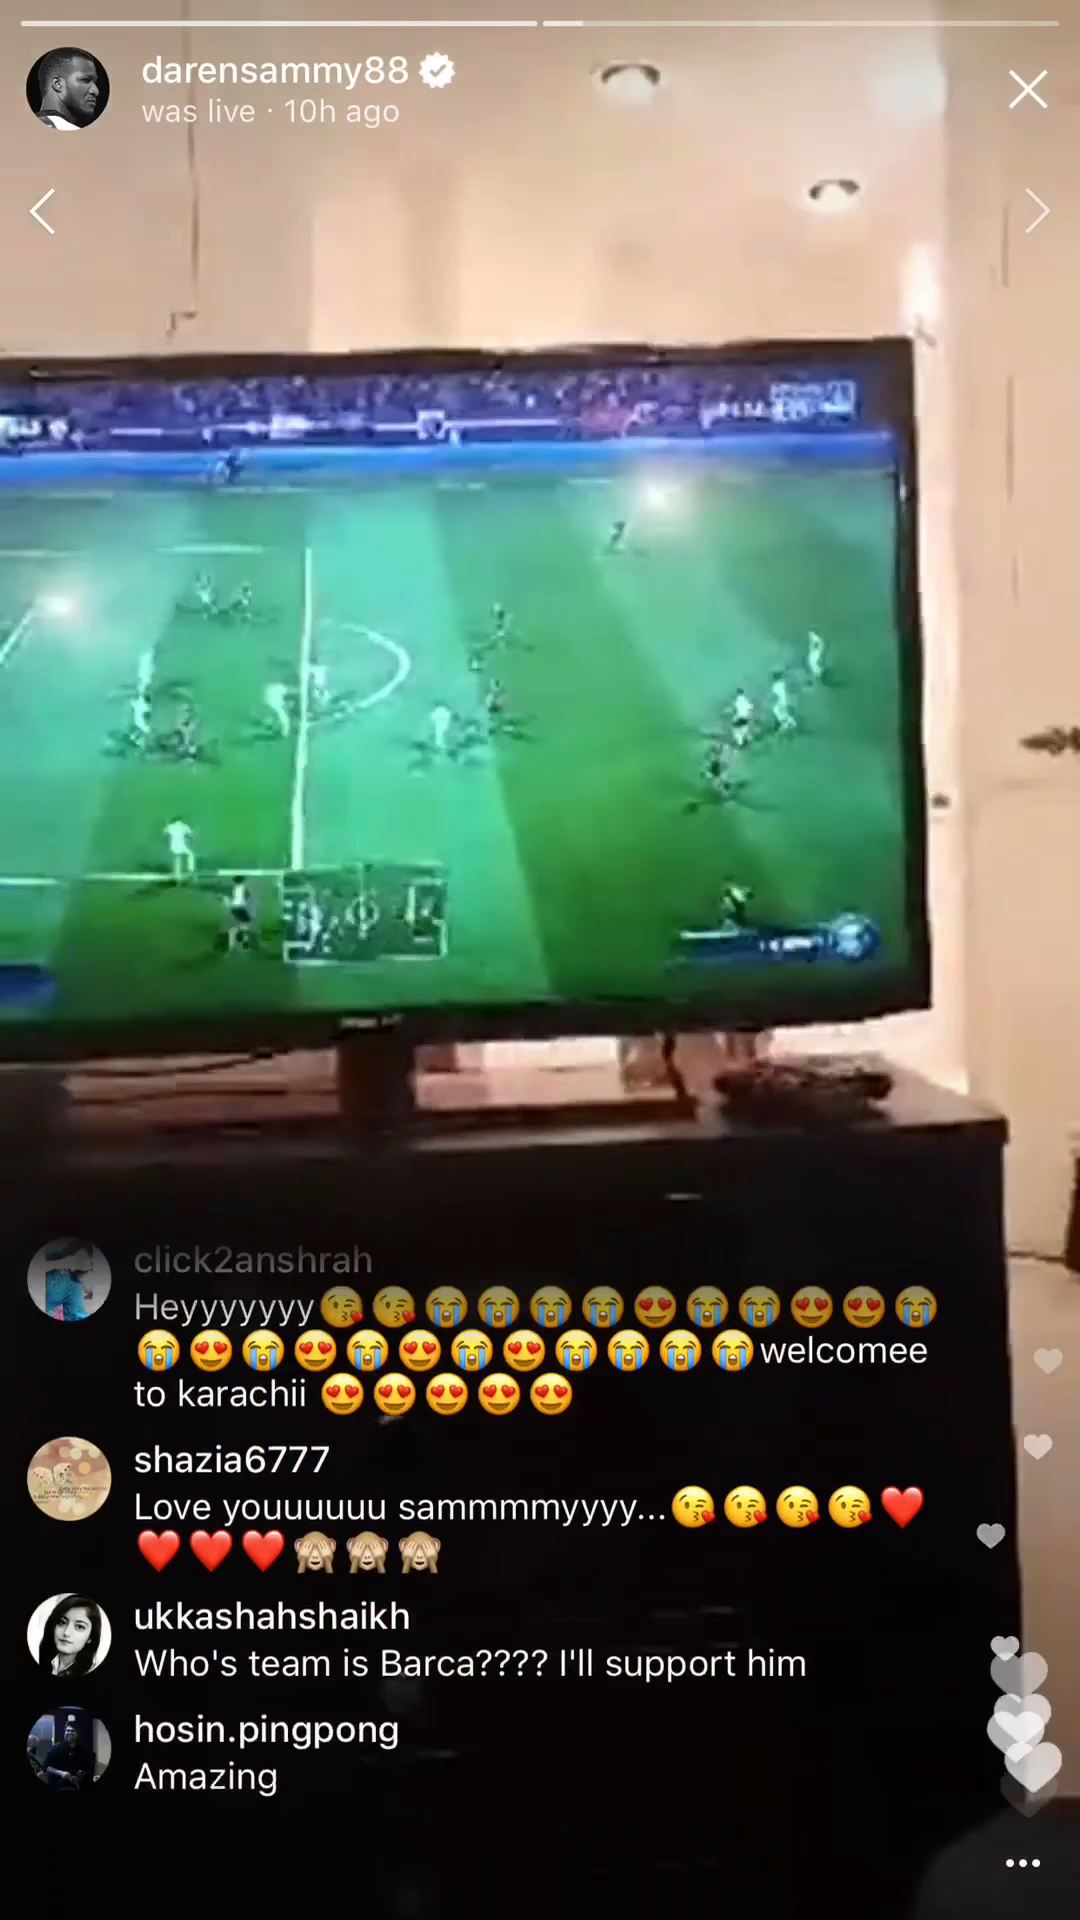 darensammy88
was live · 10h ago
click2anshrah
Heyyyyyyy😘😘😭😭😭😭😍😭😭😍😍😭
😭😍😭😍😭😍😭😍😭😭😭😭welcomee
to karachii 😍😍😍😍😍
shazia6777
Love youuuuuu sammmmyyyy...😘😘😘😘❤️
❤️❤️❤️🙈🙈🙈
ukkashahshaikh
Who's team is Barca???? I'll support him
hosin.pingpong
Amazing